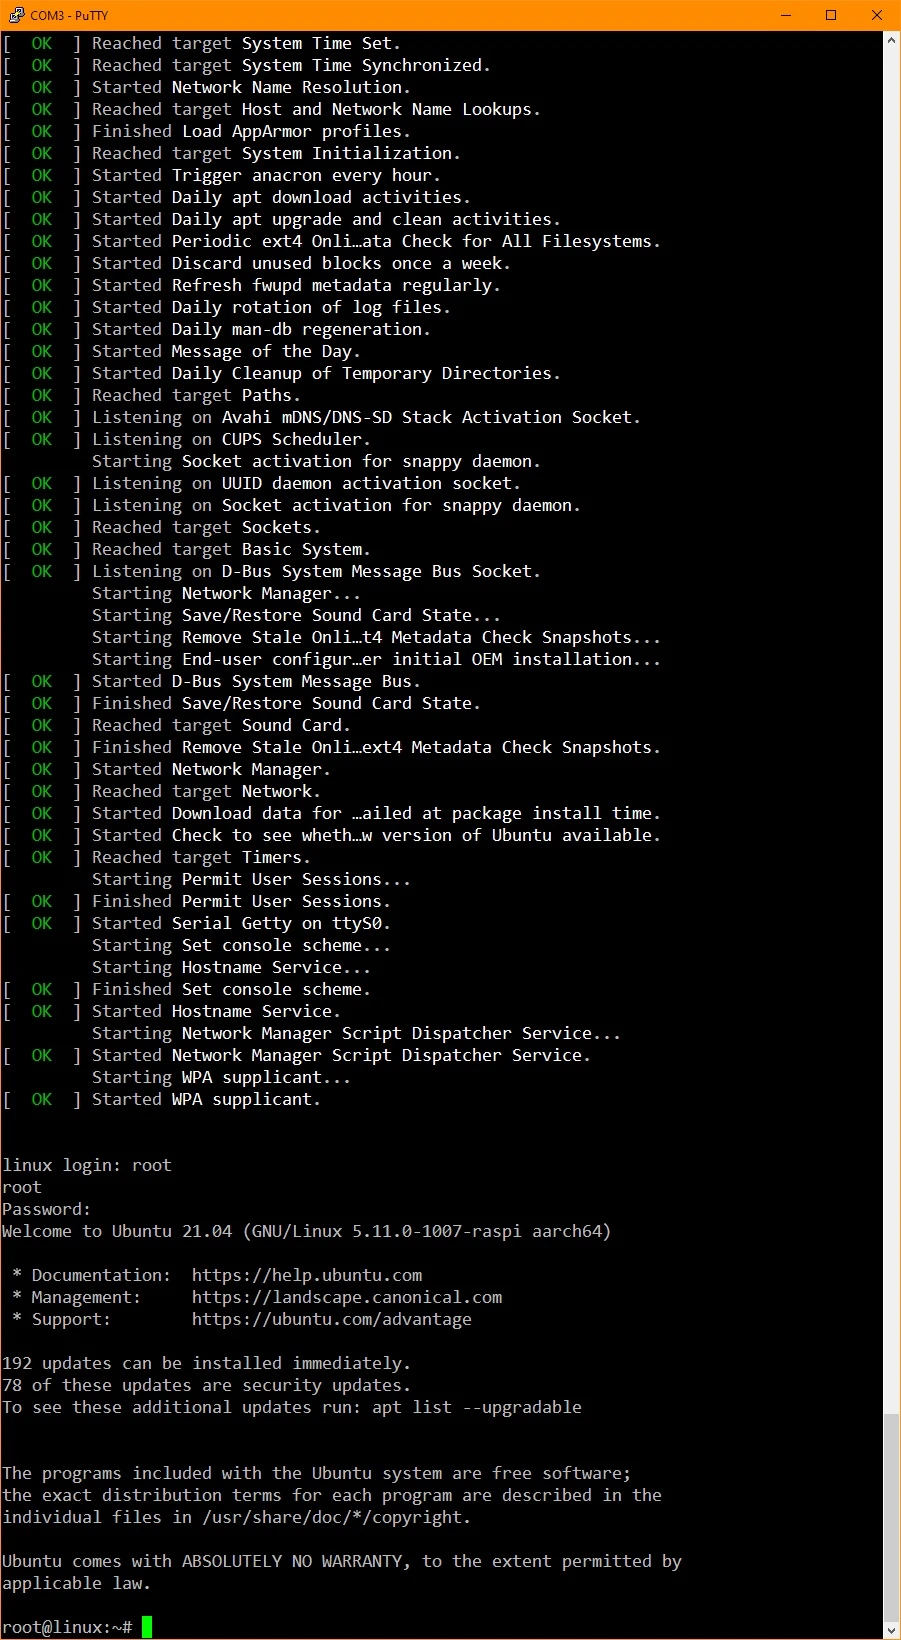 COM3 - PuTTY
[  OK  ] Reached target System Time Set.
[  OK  ] Reached target System Time Synchronized.
[  OK  ] Started Network Name Resolution.
[  OK  ] Reached target Host and Network Name Lookups.
[  OK  ] Finished Load AppArmor profiles.
[  OK  ] Reached target System Initialization.
[  OK  ] Started Trigger anacron every hour.
[  OK  ] Started Daily apt download activities.
[  OK  ] Started Daily apt upgrade and clean activities.
[  OK  ] Started Periodic ext4 Onli…ata Check for All Filesystems.
[  OK  ] Started Discard unused blocks once a week.
[  OK  ] Started Refresh fwupd metadata regularly.
[  OK  ] Started Daily rotation of log files.
[  OK  ] Started Daily man-db regeneration.
[  OK  ] Started Message of the Day.
[  OK  ] Started Daily Cleanup of Temporary Directories.
[  OK  ] Reached target Paths.
[  OK  ] Listening on Avahi mDNS/DNS-SD Stack Activation Socket.
[  OK  ] Listening on CUPS Scheduler.
         Starting Socket activation for snappy daemon.
[  OK  ] Listening on UUID daemon activation socket.
[  OK  ] Listening on Socket activation for snappy daemon.
[  OK  ] Reached target Sockets.
[  OK  ] Reached target Basic System.
[  OK  ] Listening on D-Bus System Message Bus Socket.
         Starting Network Manager...
         Starting Save/Restore Sound Card State...
         Starting Remove Stale Onli…t4 Metadata Check Snapshots...
         Starting End-user configur…er initial OEM installation...
[  OK  ] Started D-Bus System Message Bus.
[  OK  ] Finished Save/Restore Sound Card State.
[  OK  ] Reached target Sound Card.
[  OK  ] Finished Remove Stale Onli…ext4 Metadata Check Snapshots.
[  OK  ] Started Network Manager.
[  OK  ] Reached target Network.
[  OK  ] Started Download data for …ailed at package install time.
[  OK  ] Started Check to see wheth…w version of Ubuntu available.
[  OK  ] Reached target Timers.
         Starting Permit User Sessions...
[  OK  ] Finished Permit User Sessions.
[  OK  ] Started Serial Getty on ttyS0.
         Starting Set console scheme...
         Starting Hostname Service...
[  OK  ] Finished Set console scheme.
[  OK  ] Started Hostname Service.
         Starting Network Manager Script Dispatcher Service...
[  OK  ] Started Network Manager Script Dispatcher Service.
         Starting WPA supplicant...
[  OK  ] Started WPA supplicant.
linux login: root
root
Password:
Welcome to Ubuntu 21.04 (GNU/Linux 5.11.0-1007-raspi aarch64)
 * Documentation:  https://help.ubuntu.com
 * Management:     https://landscape.canonical.com
 * Support:        https://ubuntu.com/advantage
192 updates can be installed immediately.
78 of these updates are security updates.
To see these additional updates run: apt list --upgradable
The programs included with the Ubuntu system are free software;
the exact distribution terms for each program are described in the
individual files in /usr/share/doc/*/copyright.
Ubuntu comes with ABSOLUTELY NO WARRANTY, to the extent permitted by
applicable law.
root@linux:~#